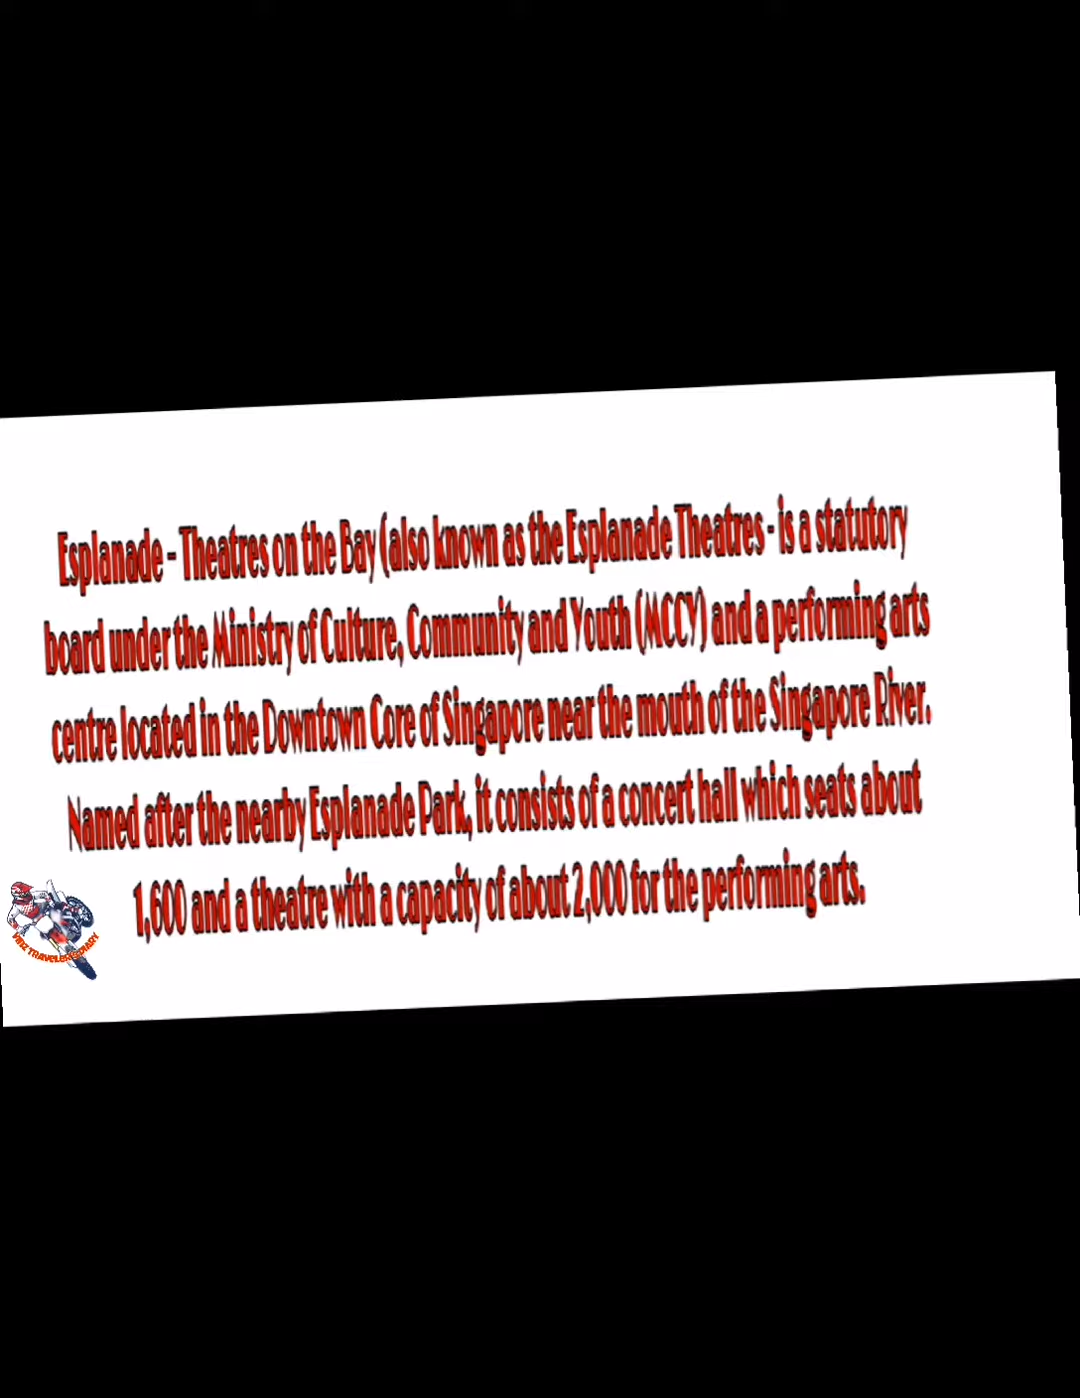 Esplanade - Theatres on the Bay (also known as the Esplanade Theatres - is a statutory
board under the Ministry of Culture, Community and Youth (MCCY) and a performing arts
centre located in the Downtown Core of Singapore near the mouth of the Singapore River.
Named after the nearby Esplanade Park, it consists of a concert hall which seats about
1,600 and a theatre with a capacity of about 2,000 for the performing arts.
VINZ TRAVELER'S DIARY